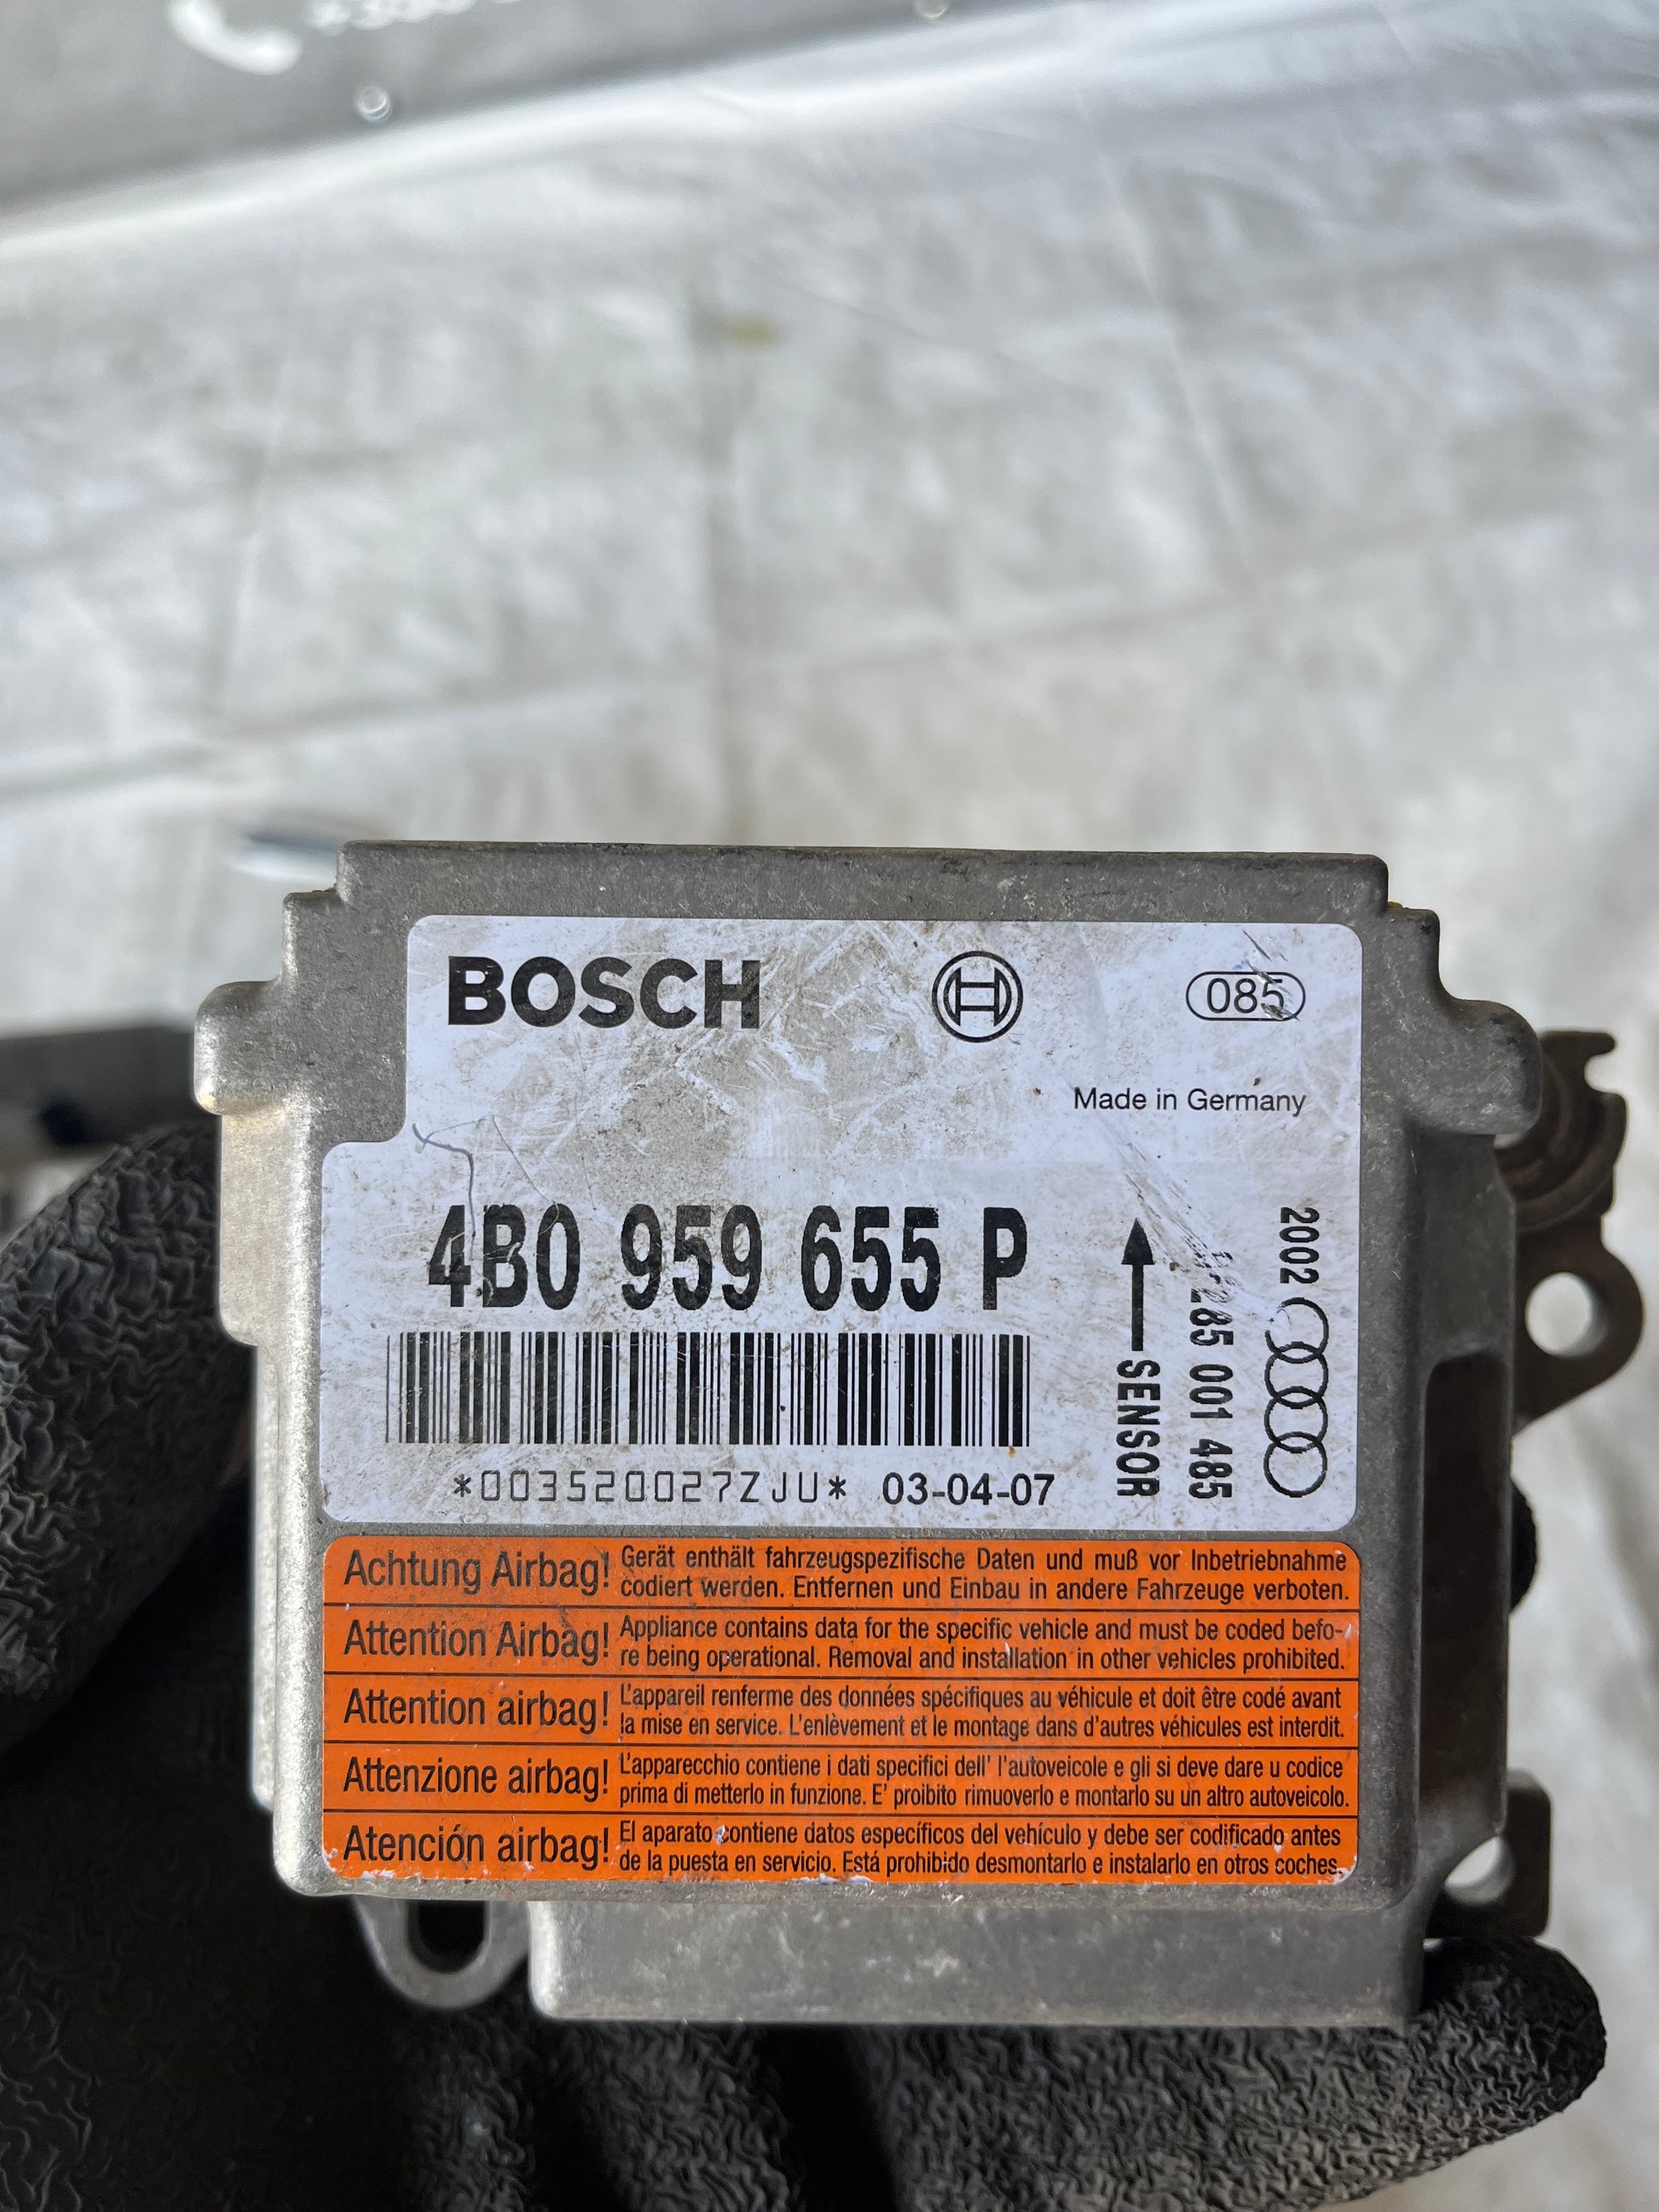 BOSCH
085
Made in Germany
4B0 959 655 P
*003520027ZJU* 03-04-07
SENSOR
285 001 485
2002
Achtung Airbag! Gerät enthält fahrzeugspezifische Daten und muß vor Inbetriebnahme
codiert werden. Entfernen und Einbau in andere Fahrzeuge verboten.
Attention Airbag! Appliance contains data for the specific vehicle and must be coded befo-
re being operational. Removal and installation in other vehicles prohibited.
Attention airbag! L'appareil renferme des données spécifiques au véhicule et doit être codé avant
la mise en service. L'enlèvement et le montage dans d'autres véhicules est interdit.
Attenzione airbag! L'apparecchio contiene i dati specifici dell' l'autoveicole e gli si deve dare u codice
prima di metterlo in funzione. E' proibito rimuoverlo e montarlo su un altro autoveicolo.
Atención airbag! El aparato contiene datos específicos del vehículo y debe ser codificado antes
de la puesta en servicio. Está prohibido desmontarlo e instalarlo en otros coches.